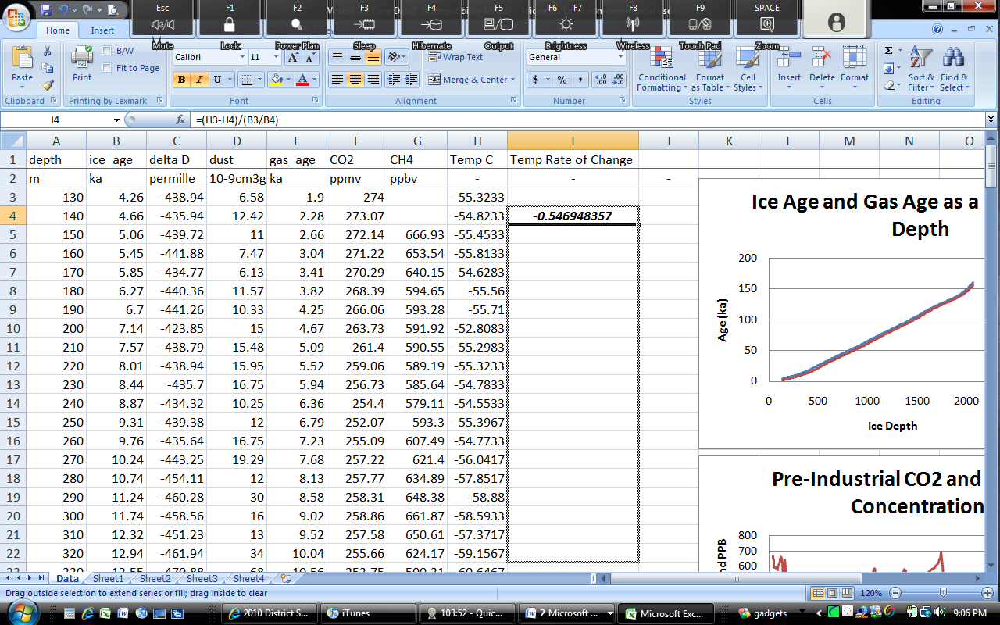 Esc F1 F2 F3 F4 F5 F6 F7 F8 F9 SPACE
Home Insert
Mute Lock Power Plan Sleep Hibernate Output Brightness Wireless Touch Pad Zoom
Paste
Print
B/W
Fit to Page
Calibri 11
B I U
Wrap Text
Merge & Center
General
$ % ,
Conditional Formatting
Format as Table
Cell Styles
Insert Delete Format
Sort & Filter
Find & Select
Clipboard Printing by Lexmark Font Alignment Number Styles Cells Editing
I4 fx =(H3-H4)/(B3/B4)
A B C D E F G H I J K L M N O
1 depth ice_age delta D dust gas_age CO2 CH4 Temp C Temp Rate of Change
2 m ka permille 10-9cm3g ka ppmv ppbv - - -
3 130 4.26 -438.94 6.58 1.9 274 -55.3233
4 140 4.66 -435.94 12.42 2.28 273.07 -54.8233 -0.546948357
5 150 5.06 -439.72 11 2.66 272.14 666.93 -55.4533
6 160 5.45 -441.88 7.47 3.04 271.22 653.54 -55.8133
7 170 5.85 -434.77 6.13 3.41 270.29 640.15 -54.6283
8 180 6.27 -440.36 11.57 3.82 268.39 594.65 -55.56
9 190 6.7 -441.26 10.33 4.25 266.06 593.28 -55.71
10 200 7.14 -423.85 15 4.67 263.73 591.92 -52.8083
11 210 7.57 -438.79 15.48 5.09 261.4 590.55 -55.2983
12 220 8.01 -438.94 15.95 5.52 259.06 589.19 -55.3233
13 230 8.44 -435.7 16.75 5.94 256.73 585.64 -54.7833
14 240 8.87 -434.32 10.25 6.36 254.4 579.11 -54.5533
15 250 9.31 -439.38 12 6.79 252.07 593.3 -55.3967
16 260 9.76 -435.64 16.75 7.23 255.09 607.49 -54.7733
17 270 10.24 -443.25 19.29 7.68 257.22 621.4 -56.0417
18 280 10.74 -454.11 12 8.13 257.77 634.89 -57.8517
19 290 11.24 -460.28 30 8.58 258.31 648.38 -58.88
20 300 11.74 -458.56 16 9.02 258.86 661.87 -58.5933
21 310 12.32 -451.23 13 9.52 257.58 650.61 -57.3717
22 320 12.94 -461.94 34 10.04 255.66 624.17 -59.1567
Ice Age and Gas Age as a
Depth
Age (ka)
200
150
100
50
0
0 500 1000 1500 2000
Ice Depth
Pre-Industrial CO2 and
Concentration
nd PPB
800
700
600
Data Sheet1 Sheet2 Sheet3 Sheet4
Drag outside selection to extend series or fill; drag inside to clear
120%
2010 District S... iTunes 103:52 - Quic... 2 Microsoft ... Microsoft Exc... gadgets 9:06 PM